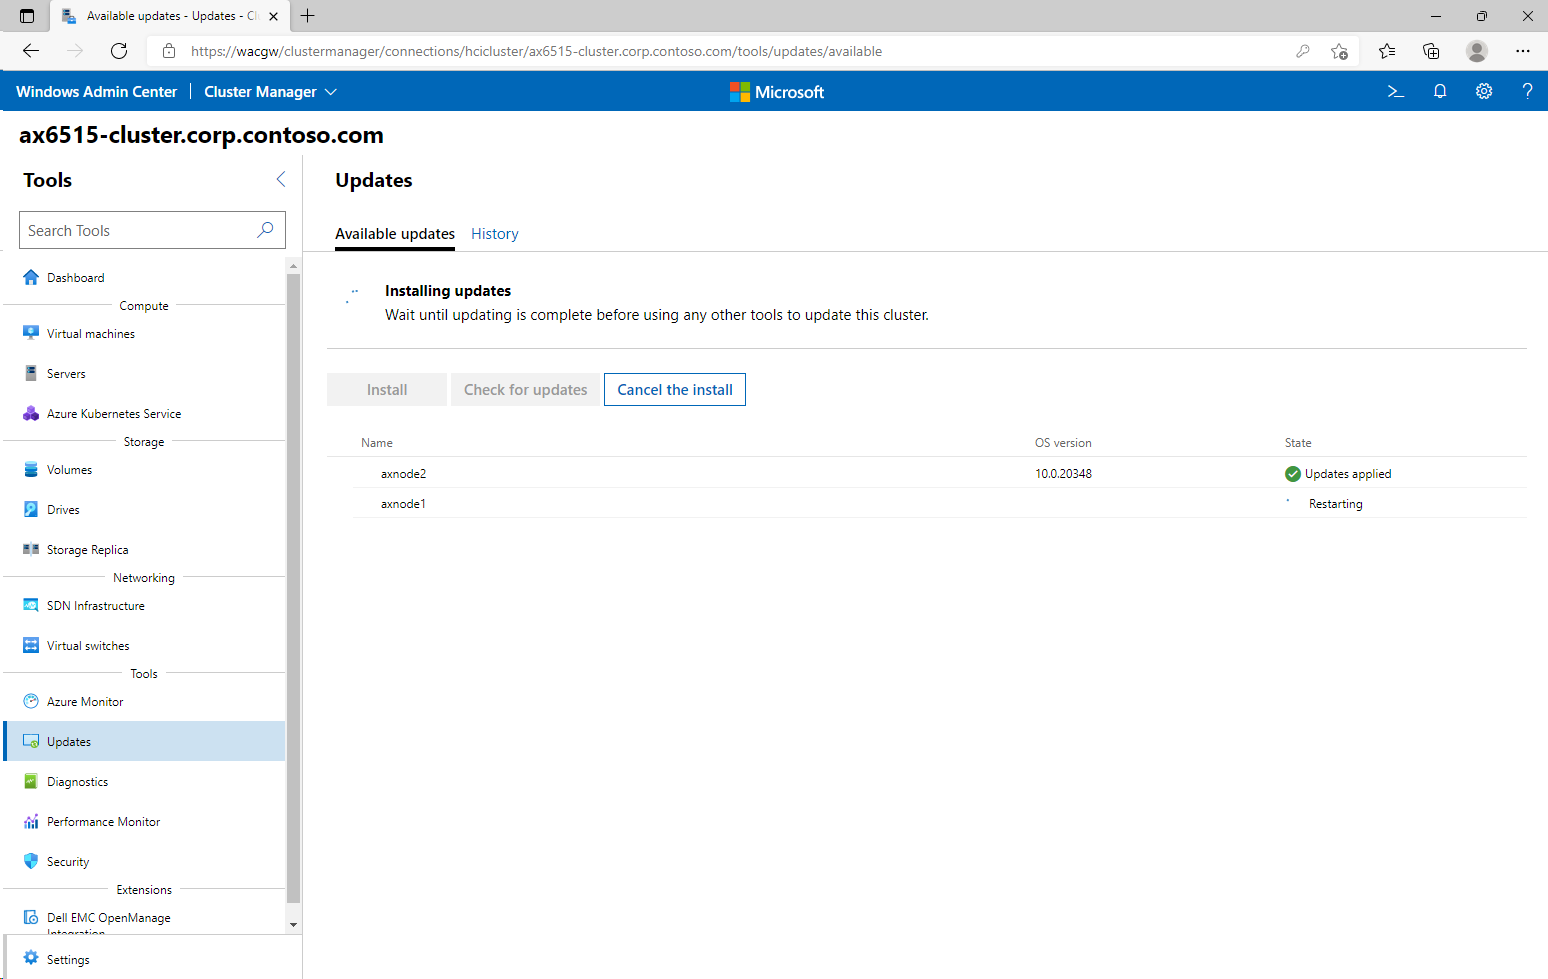 Available updates - Updates - Cl
https://wacgw/clustermanager/connections/hcicluster/ax6515-cluster.corp.contoso.com/tools/updates/available
Windows Admin Center
Cluster Manager
Microsoft
ax6515-cluster.corp.contoso.com
Tools
Search Tools
Dashboard
Compute
Virtual machines
Servers
Azure Kubernetes Service
Storage
Volumes
Drives
Storage Replica
Networking
SDN Infrastructure
Virtual switches
Tools
Azure Monitor
Updates
Diagnostics
Performance Monitor
Security
Extensions
Dell EMC OpenManage
Integration
Settings
Updates
Available updates History
Installing updates
Wait until updating is complete before using any other tools to update this cluster.
Install Check for updates Cancel the install
Name OS version State
axnode2 10.0.20348 Updates applied
axnode1 Restarting